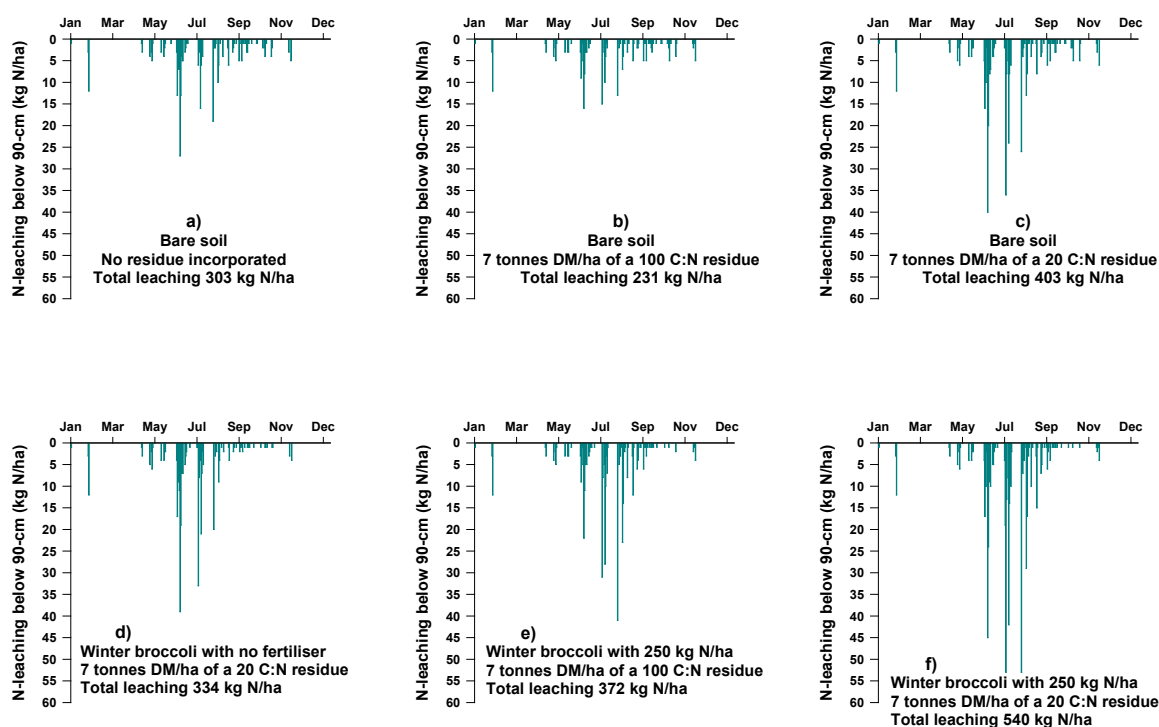 Jan Mar May Jul Sep Nov Dec
N-leaching below 90-cm (kg N/ha)
0
5
10
15
20
25
30
35
40
45
50
55
60
a)
Bare soil
No residue incorporated
Total leaching 303 kg N/ha
Jan Mar May Jul Sep Nov Dec
N-leaching below 90-cm (kg N/ha)
0
5
10
15
20
25
30
35
40
45
50
55
60
b)
Bare soil
7 tonnes DM/ha of a 100 C:N residue
Total leaching 231 kg N/ha
Jan Mar May Jul Sep Nov Dec
N-leaching below 90-cm (kg N/ha)
0
5
10
15
20
25
30
35
40
45
50
55
60
c)
Bare soil
7 tonnes DM/ha of a 20 C:N residue
Total leaching 403 kg N/ha
Jan Mar May Jul Sep Nov Dec
N-leaching below 90-cm (kg N/ha)
0
5
10
15
20
25
30
35
40
45
50
55
60
d)
Winter broccoli with no fertiliser
7 tonnes DM/ha of a 20 C:N residue
Total leaching 334 kg N/ha
Jan Mar May Jul Sep Nov Dec
N-leaching below 90-cm (kg N/ha)
0
5
10
15
20
25
30
35
40
45
50
55
60
e)
Winter broccoli with 250 kg N/ha
7 tonnes DM/ha of a 100 C:N residue
Total leaching 372 kg N/ha
Jan Mar May Jul Sep Nov Dec
N-leaching below 90-cm (kg N/ha)
0
5
10
15
20
25
30
35
40
45
50
55
60
f)
Winter broccoli with 250 kg N/ha
7 tonnes DM/ha of a 20 C:N residue
Total leaching 540 kg N/ha